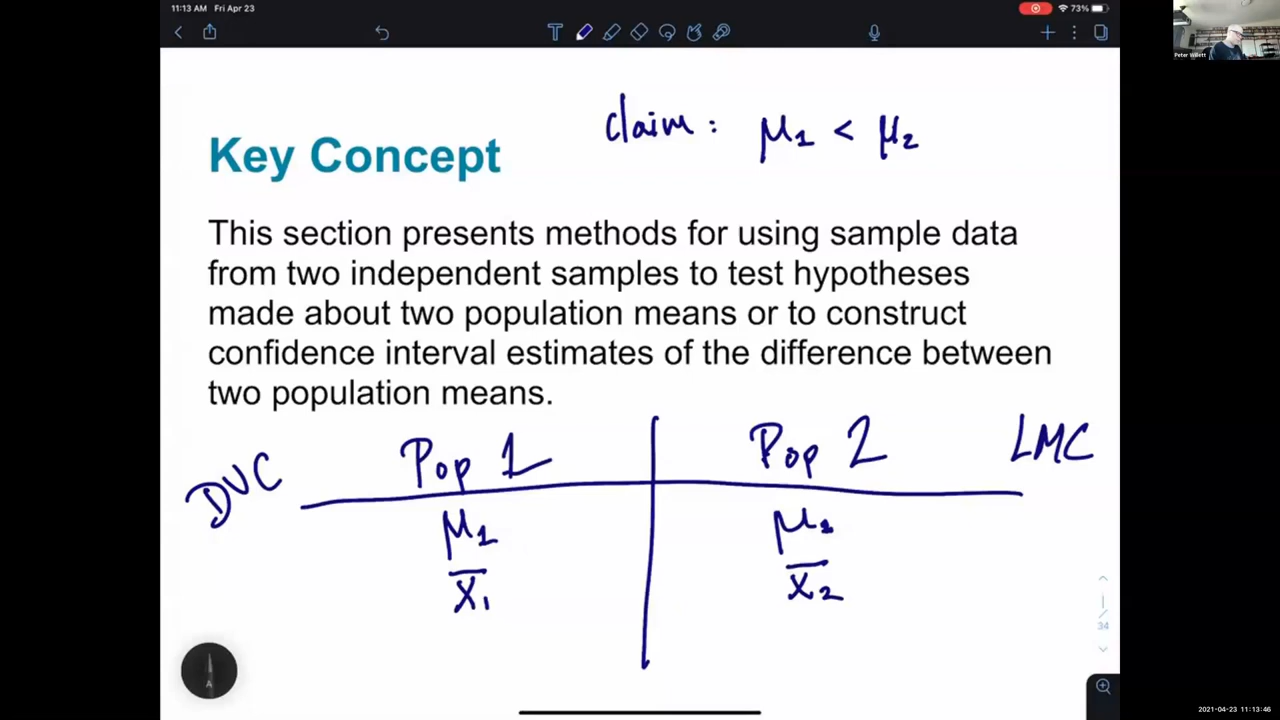 11:13 AM Fri Apr 23
73%
Peter Willett
claim: μ1 < μ2
Key Concept
This section presents methods for using sample data
from two independent samples to test hypotheses
made about two population means or to construct
confidence interval estimates of the difference between
two population means.
DVC Pop 1 Pop 2 LMC
μ1 μ2
x̄1 x̄2
34
A
2021-04-23 11:13:46